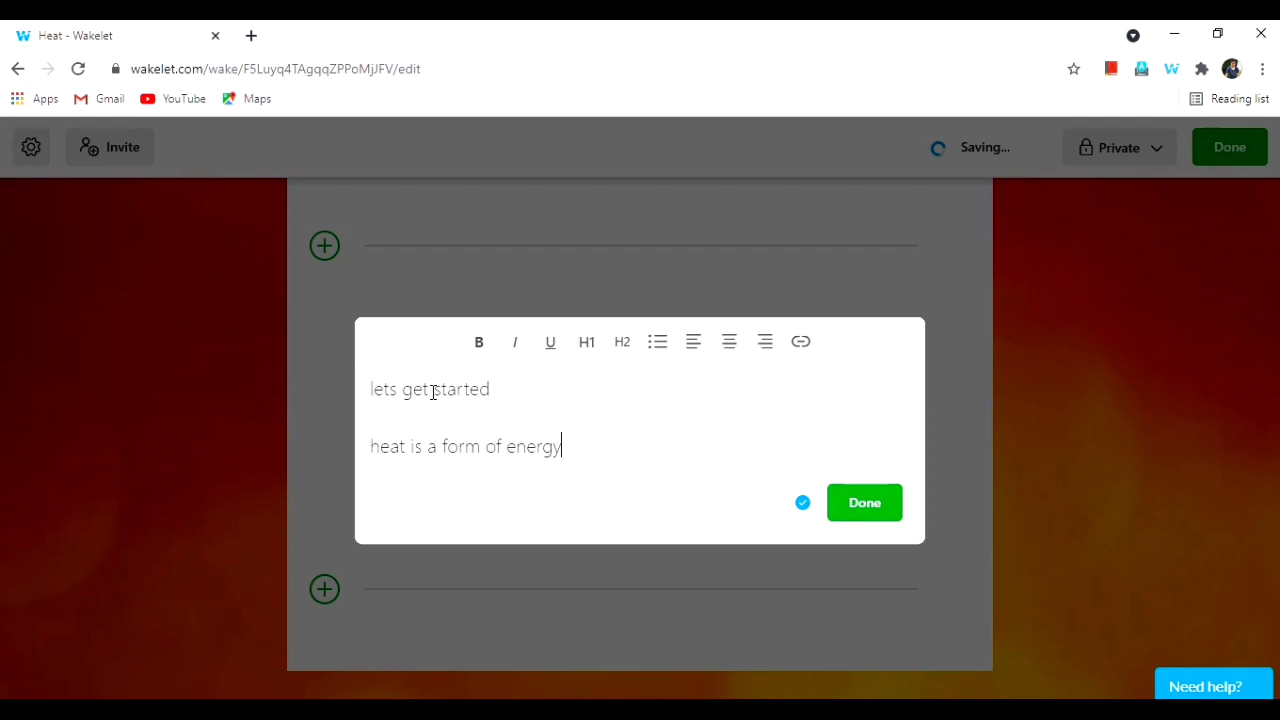 Heat - Wakelet
wakelet.com/wake/F5Luyq4TAgqqZPPoMjJFV/edit
Apps Gmail YouTube Maps Reading list
Invite Saving... Private Done
B I U H1 H2
lets get started
heat is a form of energy
Done
Need help?